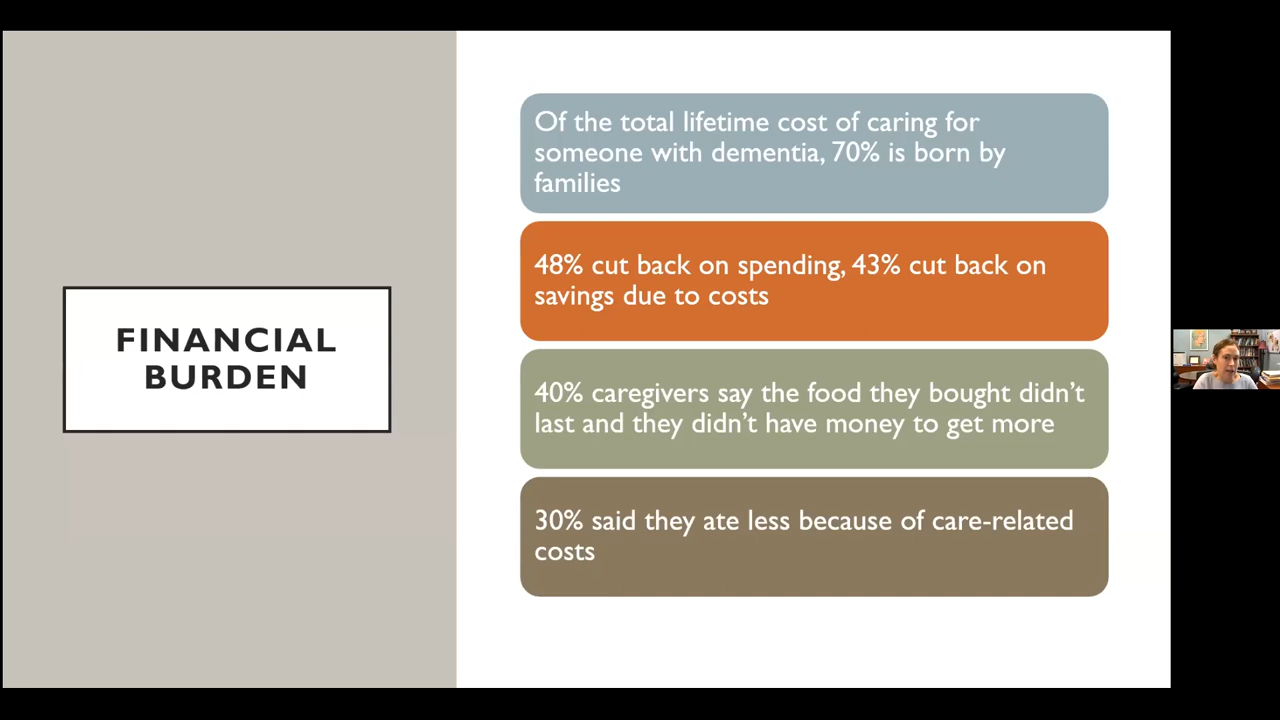 FINANCIAL
BURDEN
Of the total lifetime cost of caring for
someone with dementia, 70% is born by
families
48% cut back on spending, 43% cut back on
savings due to costs
40% caregivers say the food they bought didn’t
last and they didn’t have money to get more
30% said they ate less because of care-related
costs